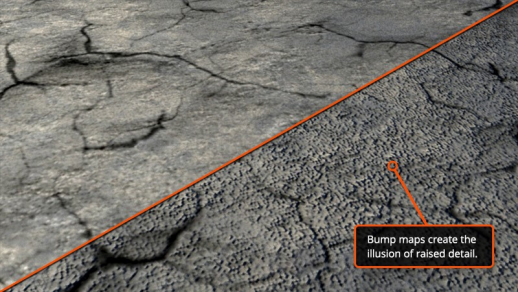 Bump maps create the
illusion of raised detail.